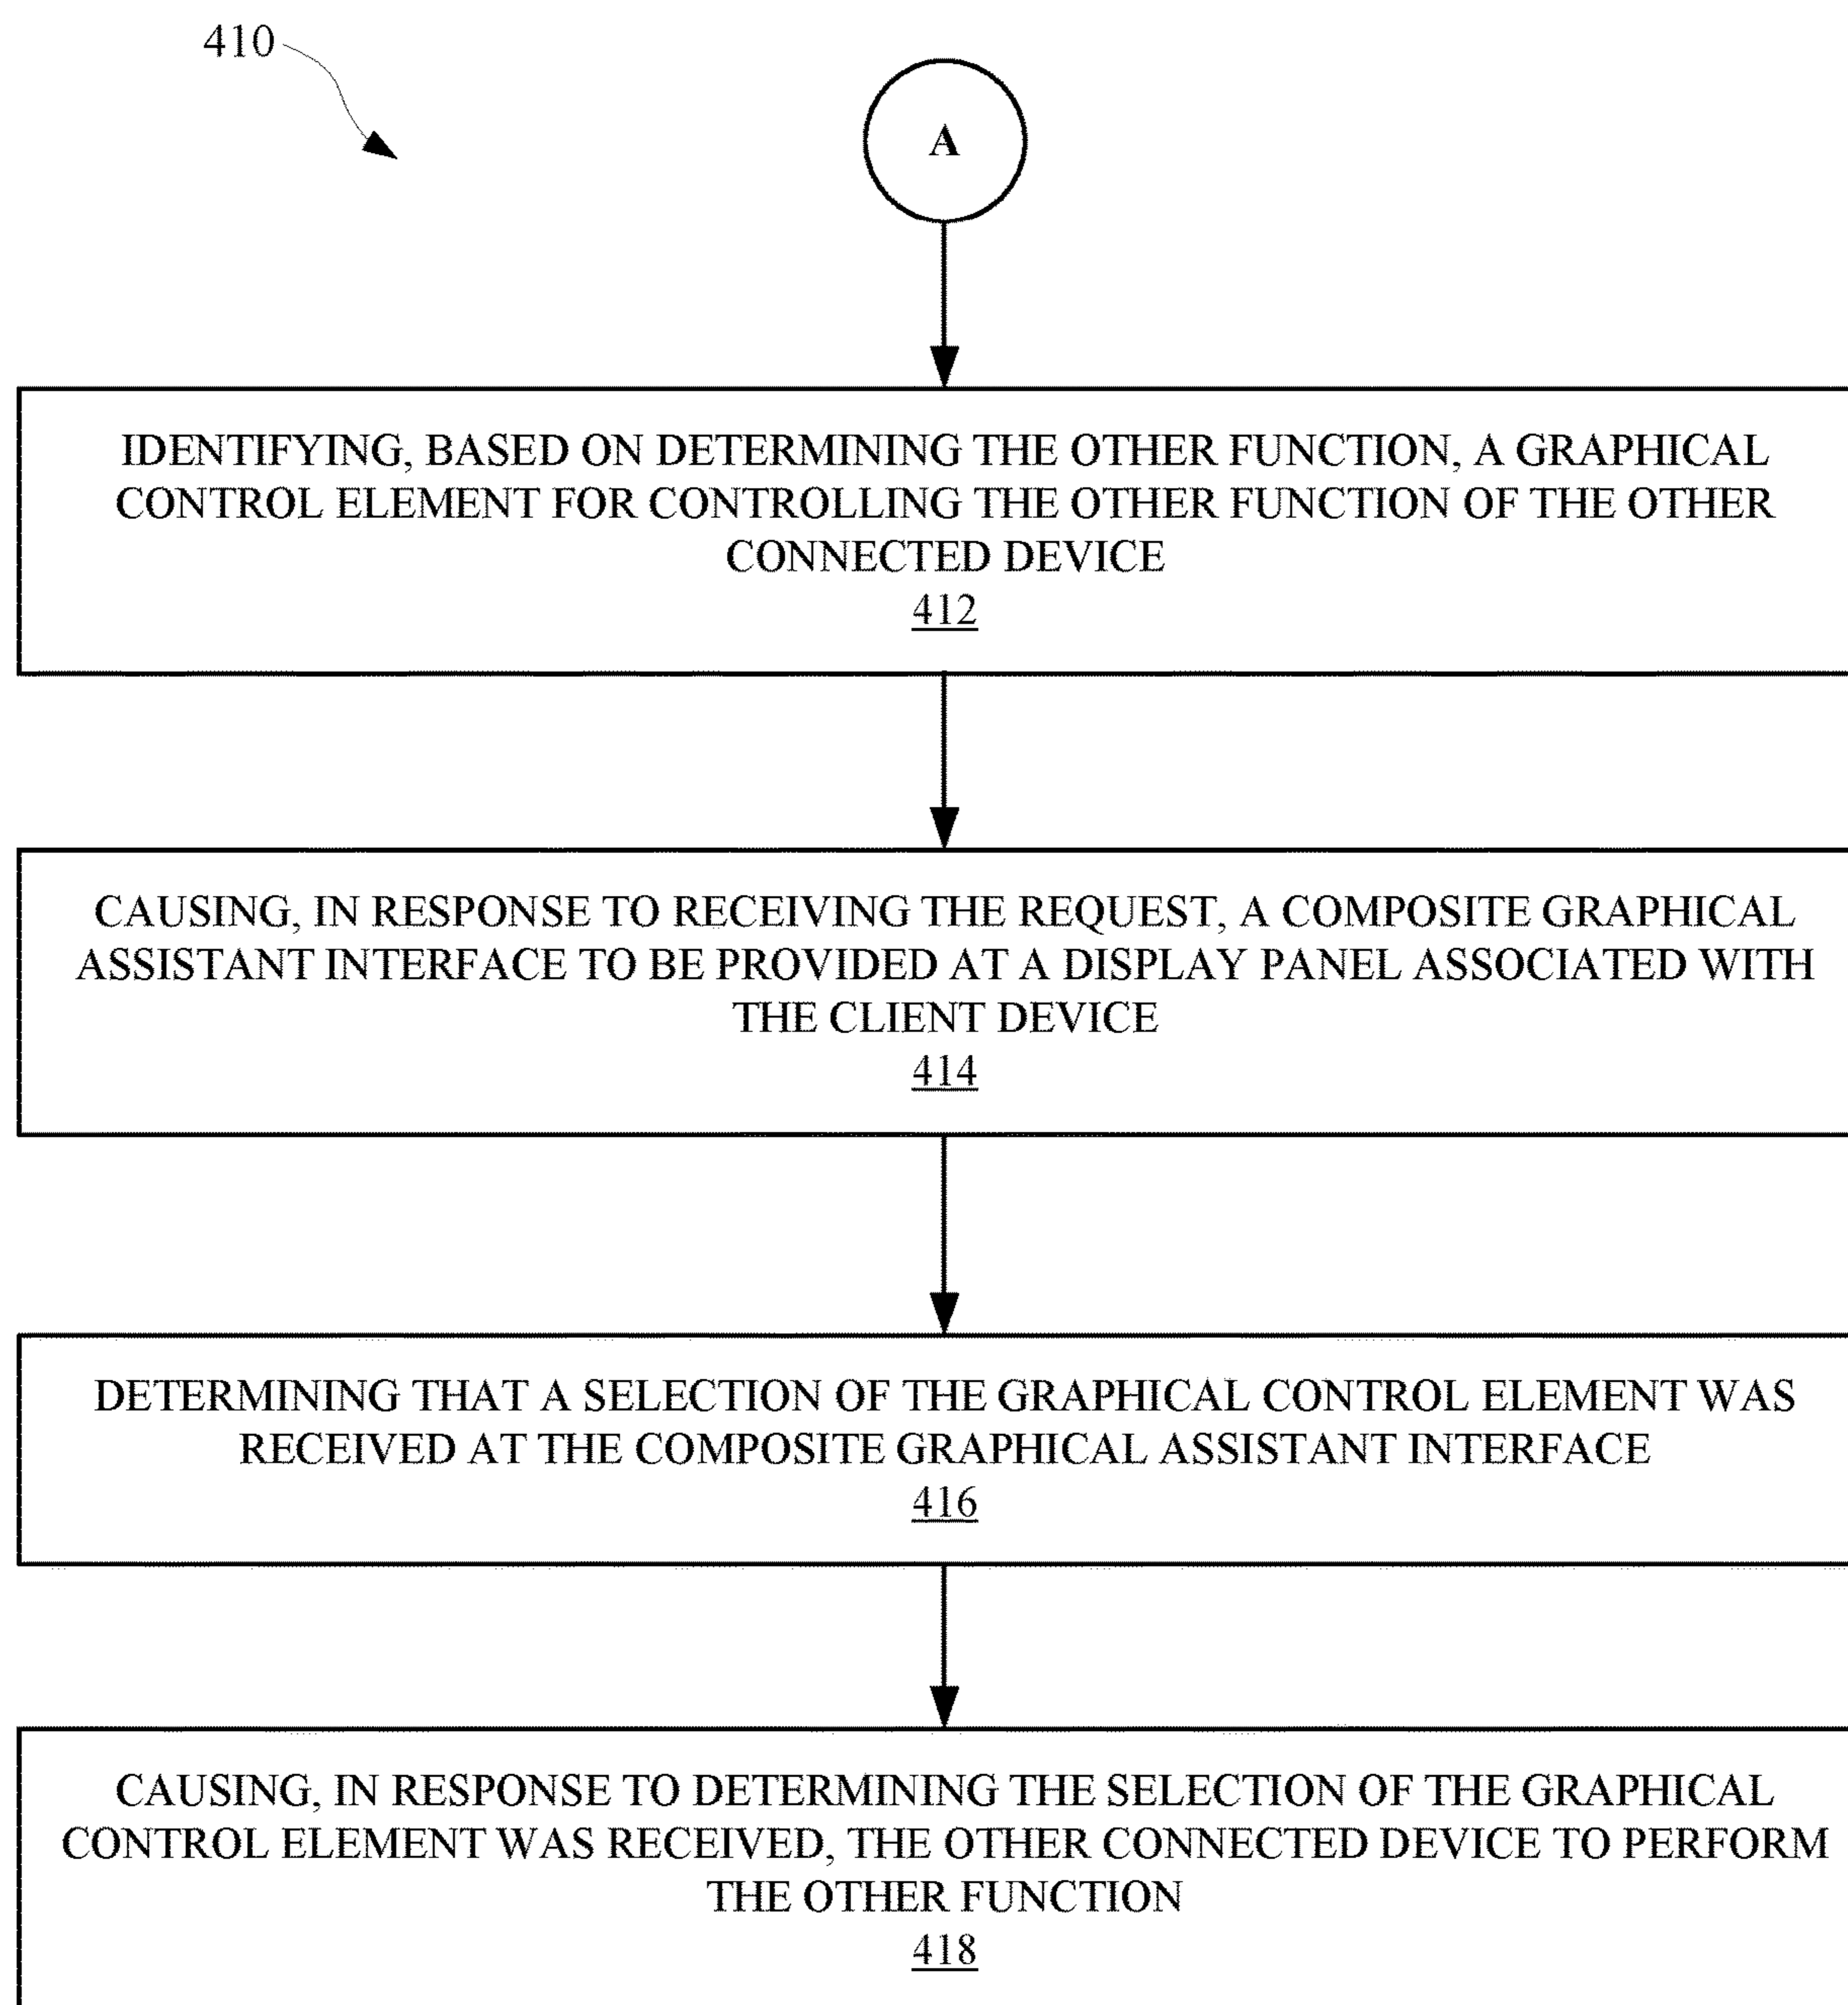 410
A
IDENTIFYING, BASED ON DETERMINING THE OTHER FUNCTION, A GRAPHICAL
CONTROL ELEMENT FOR CONTROLLING THE OTHER FUNCTION OF THE OTHER
CONNECTED DEVICE
412
CAUSING, IN RESPONSE TO RECEIVING THE REQUEST, A COMPOSITE GRAPHICAL
ASSISTANT INTERFACE TO BE PROVIDED AT A DISPLAY PANEL ASSOCIATED WITH
THE CLIENT DEVICE
414
DETERMINING THAT A SELECTION OF THE GRAPHICAL CONTROL ELEMENT WAS
RECEIVED AT THE COMPOSITE GRAPHICAL ASSISTANT INTERFACE
416
CAUSING, IN RESPONSE TO DETERMINING THE SELECTION OF THE GRAPHICAL
CONTROL ELEMENT WAS RECEIVED, THE OTHER CONNECTED DEVICE TO PERFORM
THE OTHER FUNCTION
418